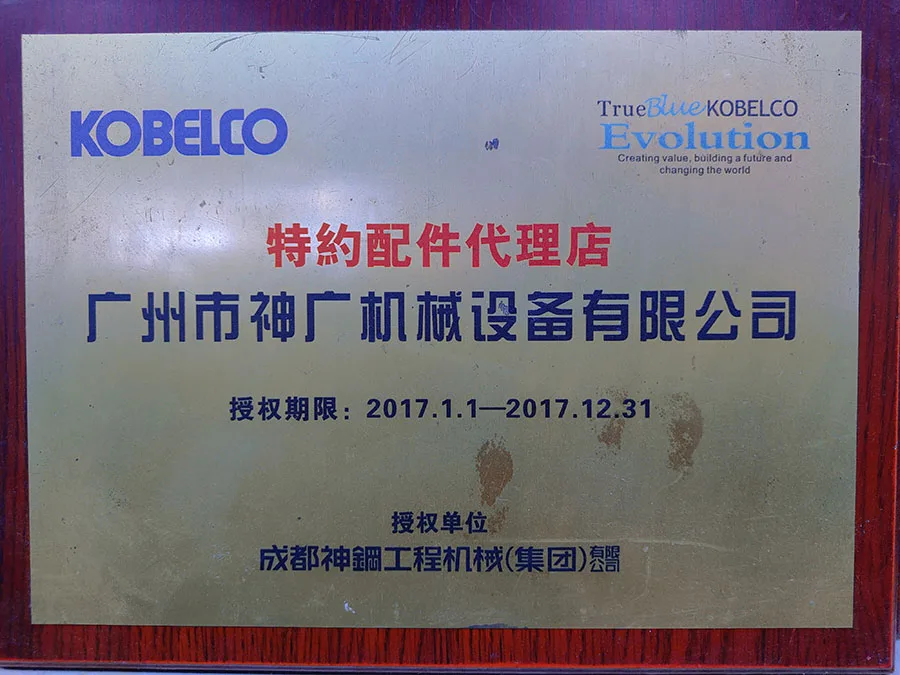 KOBELCO
TrueBlueKOBELCO
Evolution
Creating value, building a future and
changing the world
特約配件代理店
广州市神广机械设备有限公司
授权期限：2017.1.1—2017.12.31
授权单位
成都神鋼工程机械(集团)有限公司